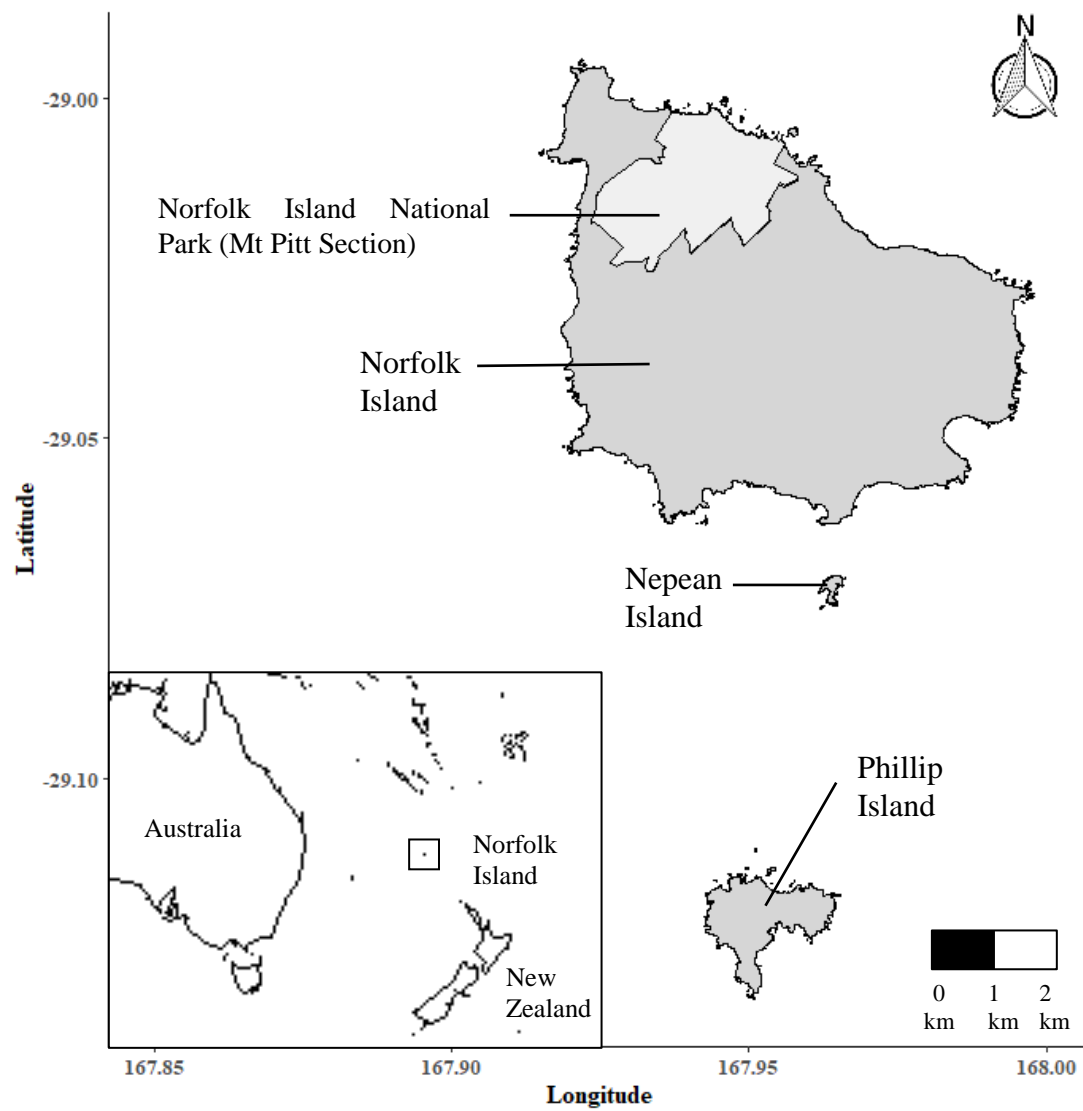 N
-29.00
Norfolk Island National
Park (Mt Pitt Section)
Norfolk
Island
-29.05
Latitude
Nepean
Island
-29.10
Phillip
Island
Australia
Norfolk
Island
New
Zealand
0 1 2
km km km
167.85 167.90 167.95 168.00
Longitude